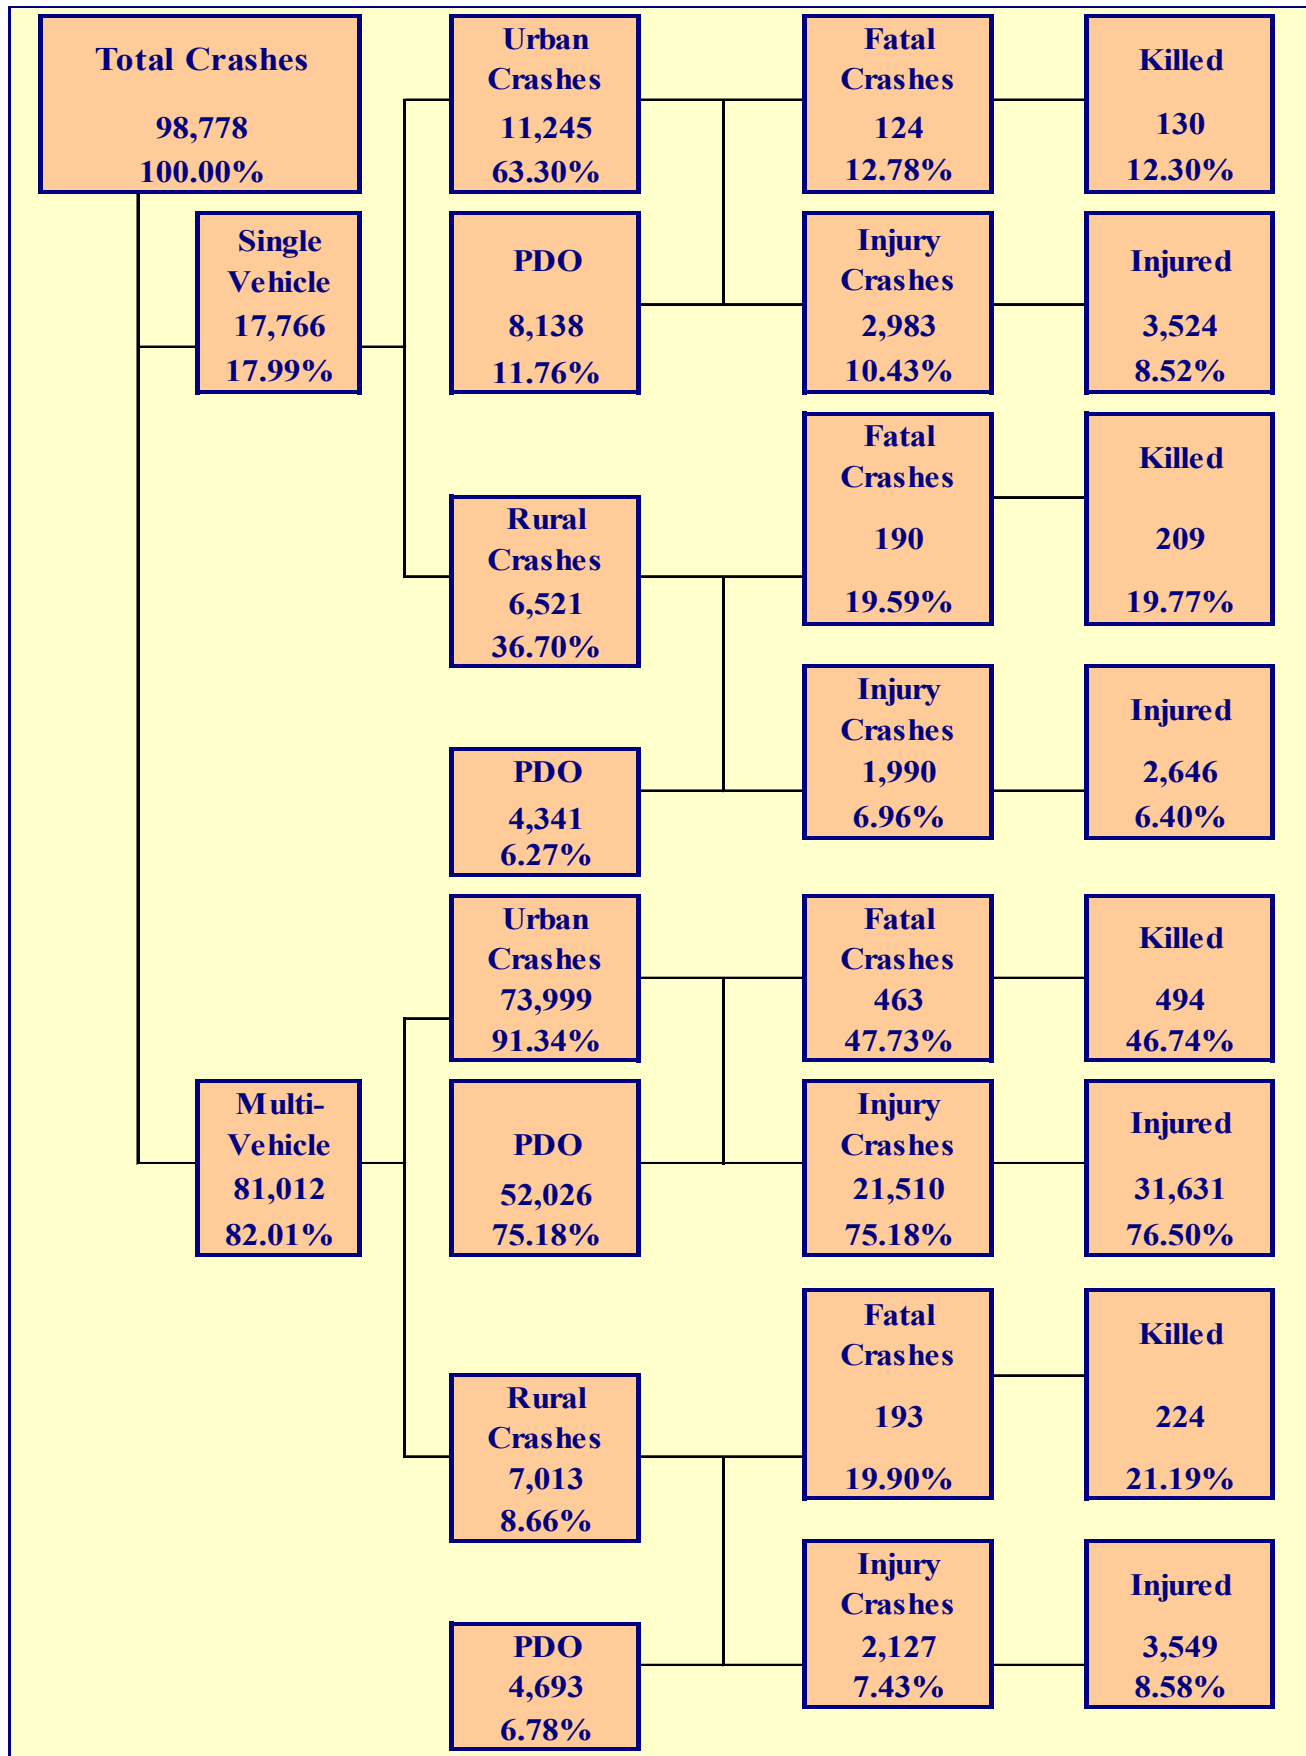 Total Crashes
98,778
100.00%
Single
Vehicle
17,766
17.99%
Urban
Crashes
11,245
63.30%
PDO
8,138
11.76%
Fatal
Crashes
124
12.78%
Killed
130
12.30%
Injury
Crashes
2,983
10.43%
Injured
3,524
8.52%
Rural
Crashes
6,521
36.70%
PDO
4,341
6.27%
Fatal
Crashes
190
19.59%
Killed
209
19.77%
Injury
Crashes
1,990
6.96%
Injured
2,646
6.40%
Multi-
Vehicle
81,012
82.01%
Urban
Crashes
73,999
91.34%
PDO
52,026
75.18%
Fatal
Crashes
463
47.73%
Killed
494
46.74%
Injury
Crashes
21,510
75.18%
Injured
31,631
76.50%
Rural
Crashes
7,013
8.66%
PDO
4,693
6.78%
Fatal
Crashes
193
19.90%
Killed
224
21.19%
Injury
Crashes
2,127
7.43%
Injured
3,549
8.58%